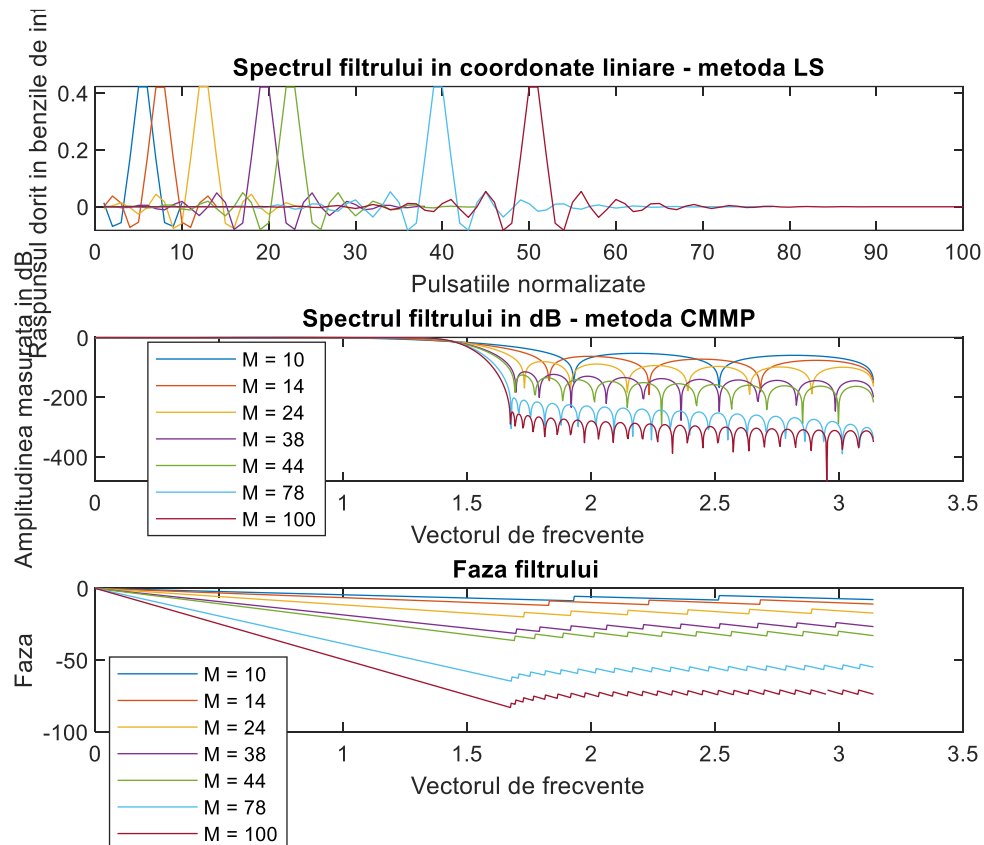 Spectrul filtrului in coordonate liniare - metoda LS
Raspunsul dorit in benzile de
0.4
0.2
0
0 10 20 30 40 50 60 70 80 90 100
Pulsatiile normalizate
Spectrul filtrului in dB - metoda CMMP
Amplitudinea masurata in dB
0
-200
-400
M = 10
M = 14
M = 24
M = 38
M = 44
M = 78
M = 100
0 1 1.5 2 2.5 3 3.5
Vectorul de frecvente
Faza filtrului
Faza
0
-50
-100
0 1 1.5 2 2.5 3 3.5
Vectorul de frecvente
M = 10
M = 14
M = 24
M = 38
M = 44
M = 78
M = 100